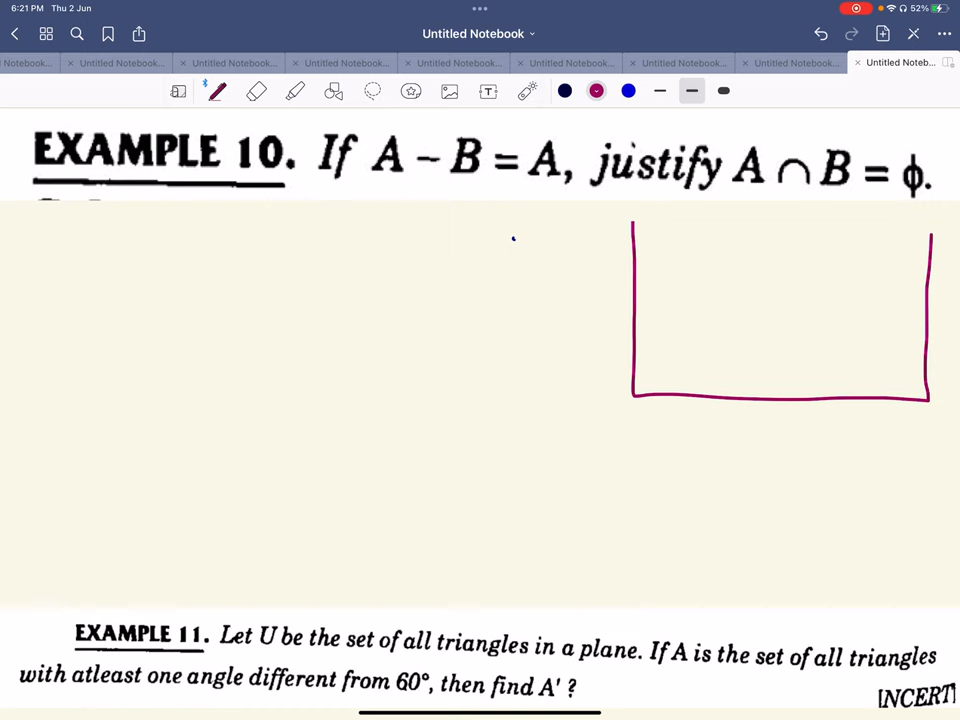 6:21 PM Thu 2 Jun
52%
Untitled Notebook
Notebook... Untitled Notebook... Untitled Notebook... Untitled Notebook... Untitled Notebook... Untitled Notebook... Untitled Notebook... Untitled Notebook... Untitled Noteb...
T
EXAMPLE 10. If A – B = A, justify A ∩ B = ϕ.
EXAMPLE 11. Let U be the set of all triangles in a plane. If A is the set of all triangles
with atleast one angle different from 60°, then find A' ?
[NCERT]